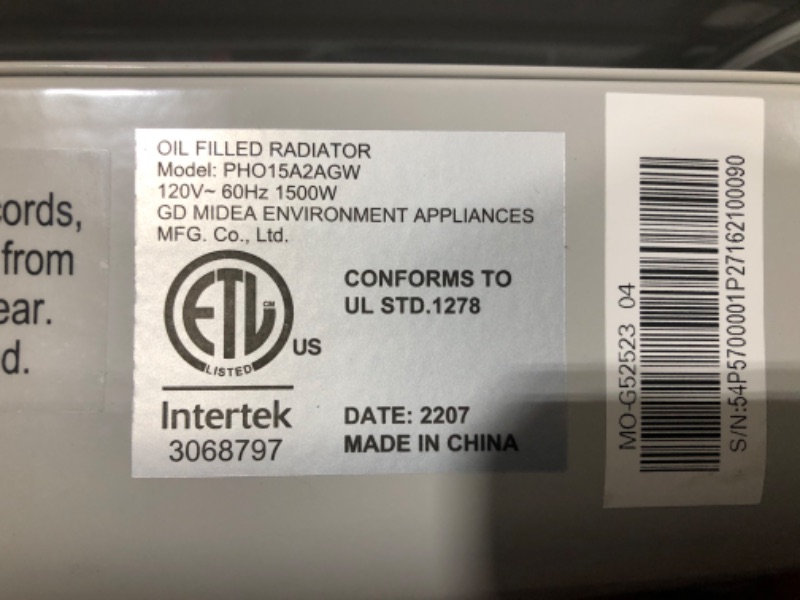 cords,
from
ear.
d.
OIL FILLED RADIATOR
Model: PHO15A2AGW
120V~ 60Hz 1500W
GD MIDEA ENVIRONMENT APPLIANCES
MFG. Co., Ltd.
ETL CM
LISTED
US
CONFORMS TO
UL STD.1278
Intertek
3068797
DATE: 2207
MADE IN CHINA
MO-G52523 04
S/N:54P5700001P27162100090